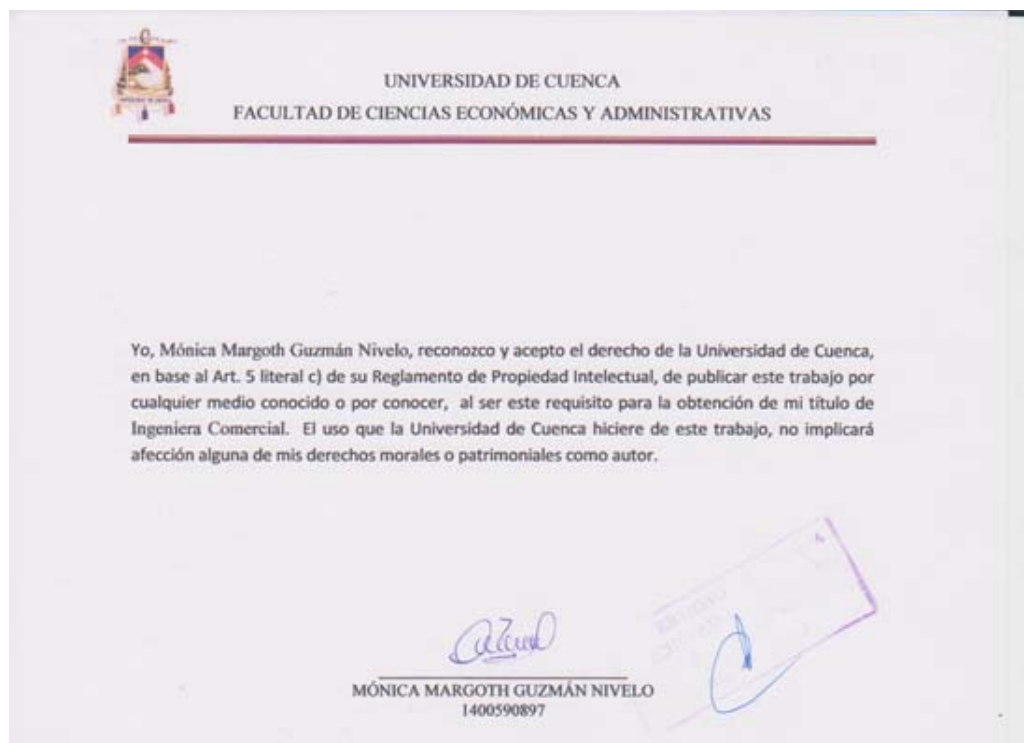 UNIVERSIDAD DE CUENCA
FACULTAD DE CIENCIAS ECONÓMICAS Y ADMINISTRATIVAS
Yo, Mónica Margoth Guzmán Nivelo, reconozco y acepto el derecho de la Universidad de Cuenca,
en base al Art. 5 literal c) de su Reglamento de Propiedad Intelectual, de publicar este trabajo por
cualquier medio conocido o por conocer, al ser este requisito para la obtención de mi título de
Ingeniera Comercial. El uso que la Universidad de Cuenca hiciere de este trabajo, no implicará
afección alguna de mis derechos morales o patrimoniales como autor.
MÓNICA MARGOTH GUZMÁN NIVELO
1400590897